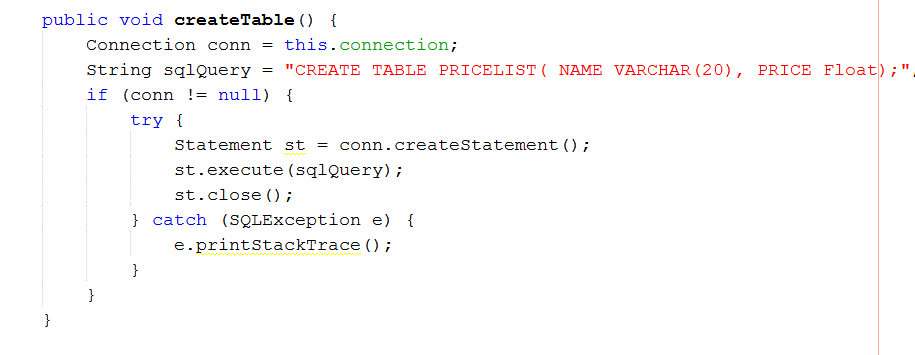 public void createTable() {
Connection conn = this.connection;
String sqlQuery = "CREATE TABLE PRICELIST( NAME VARCHAR(20), PRICE Float);",
if (conn != null) {
try {
Statement st = conn.createStatement();
st.execute(sqlQuery);
st.close();
} catch (SQLException e) {
e.printStackTrace();
}
}
}